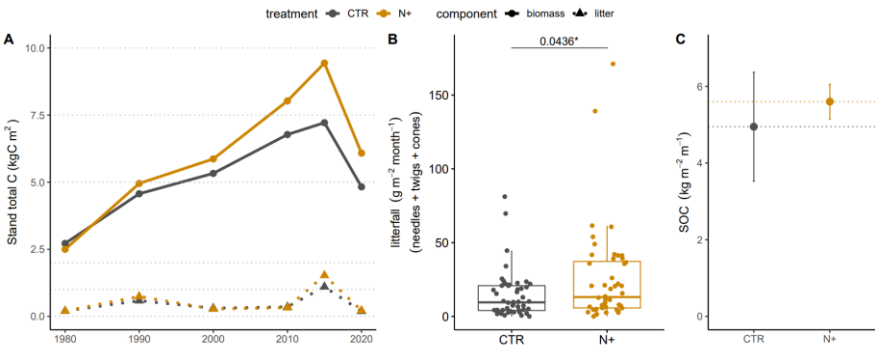 treatment CTR N+ component biomass litter
A
Stand total C (kgC m²)
10.0
7.5
5.0
2.5
0.0
1980 1990 2000 2010 2020
B
0.0436*
litterfall (g m⁻² month⁻¹)
(needles + twigs + cones)
150
100
50
0
CTR N+
C
SOC (kg m⁻² m⁻¹)
6
4
2
0
CTR N+